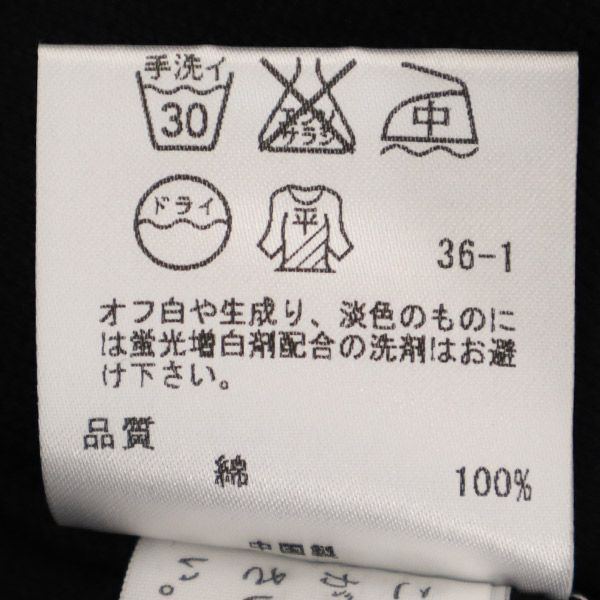 手洗イ
30
エンソ
サラシ
中
ドライ
平
36-1
オフ白や生成り、淡色のものに
は蛍光増白剤配合の洗剤はお避
け下さい。
品質
綿 100%
中国製